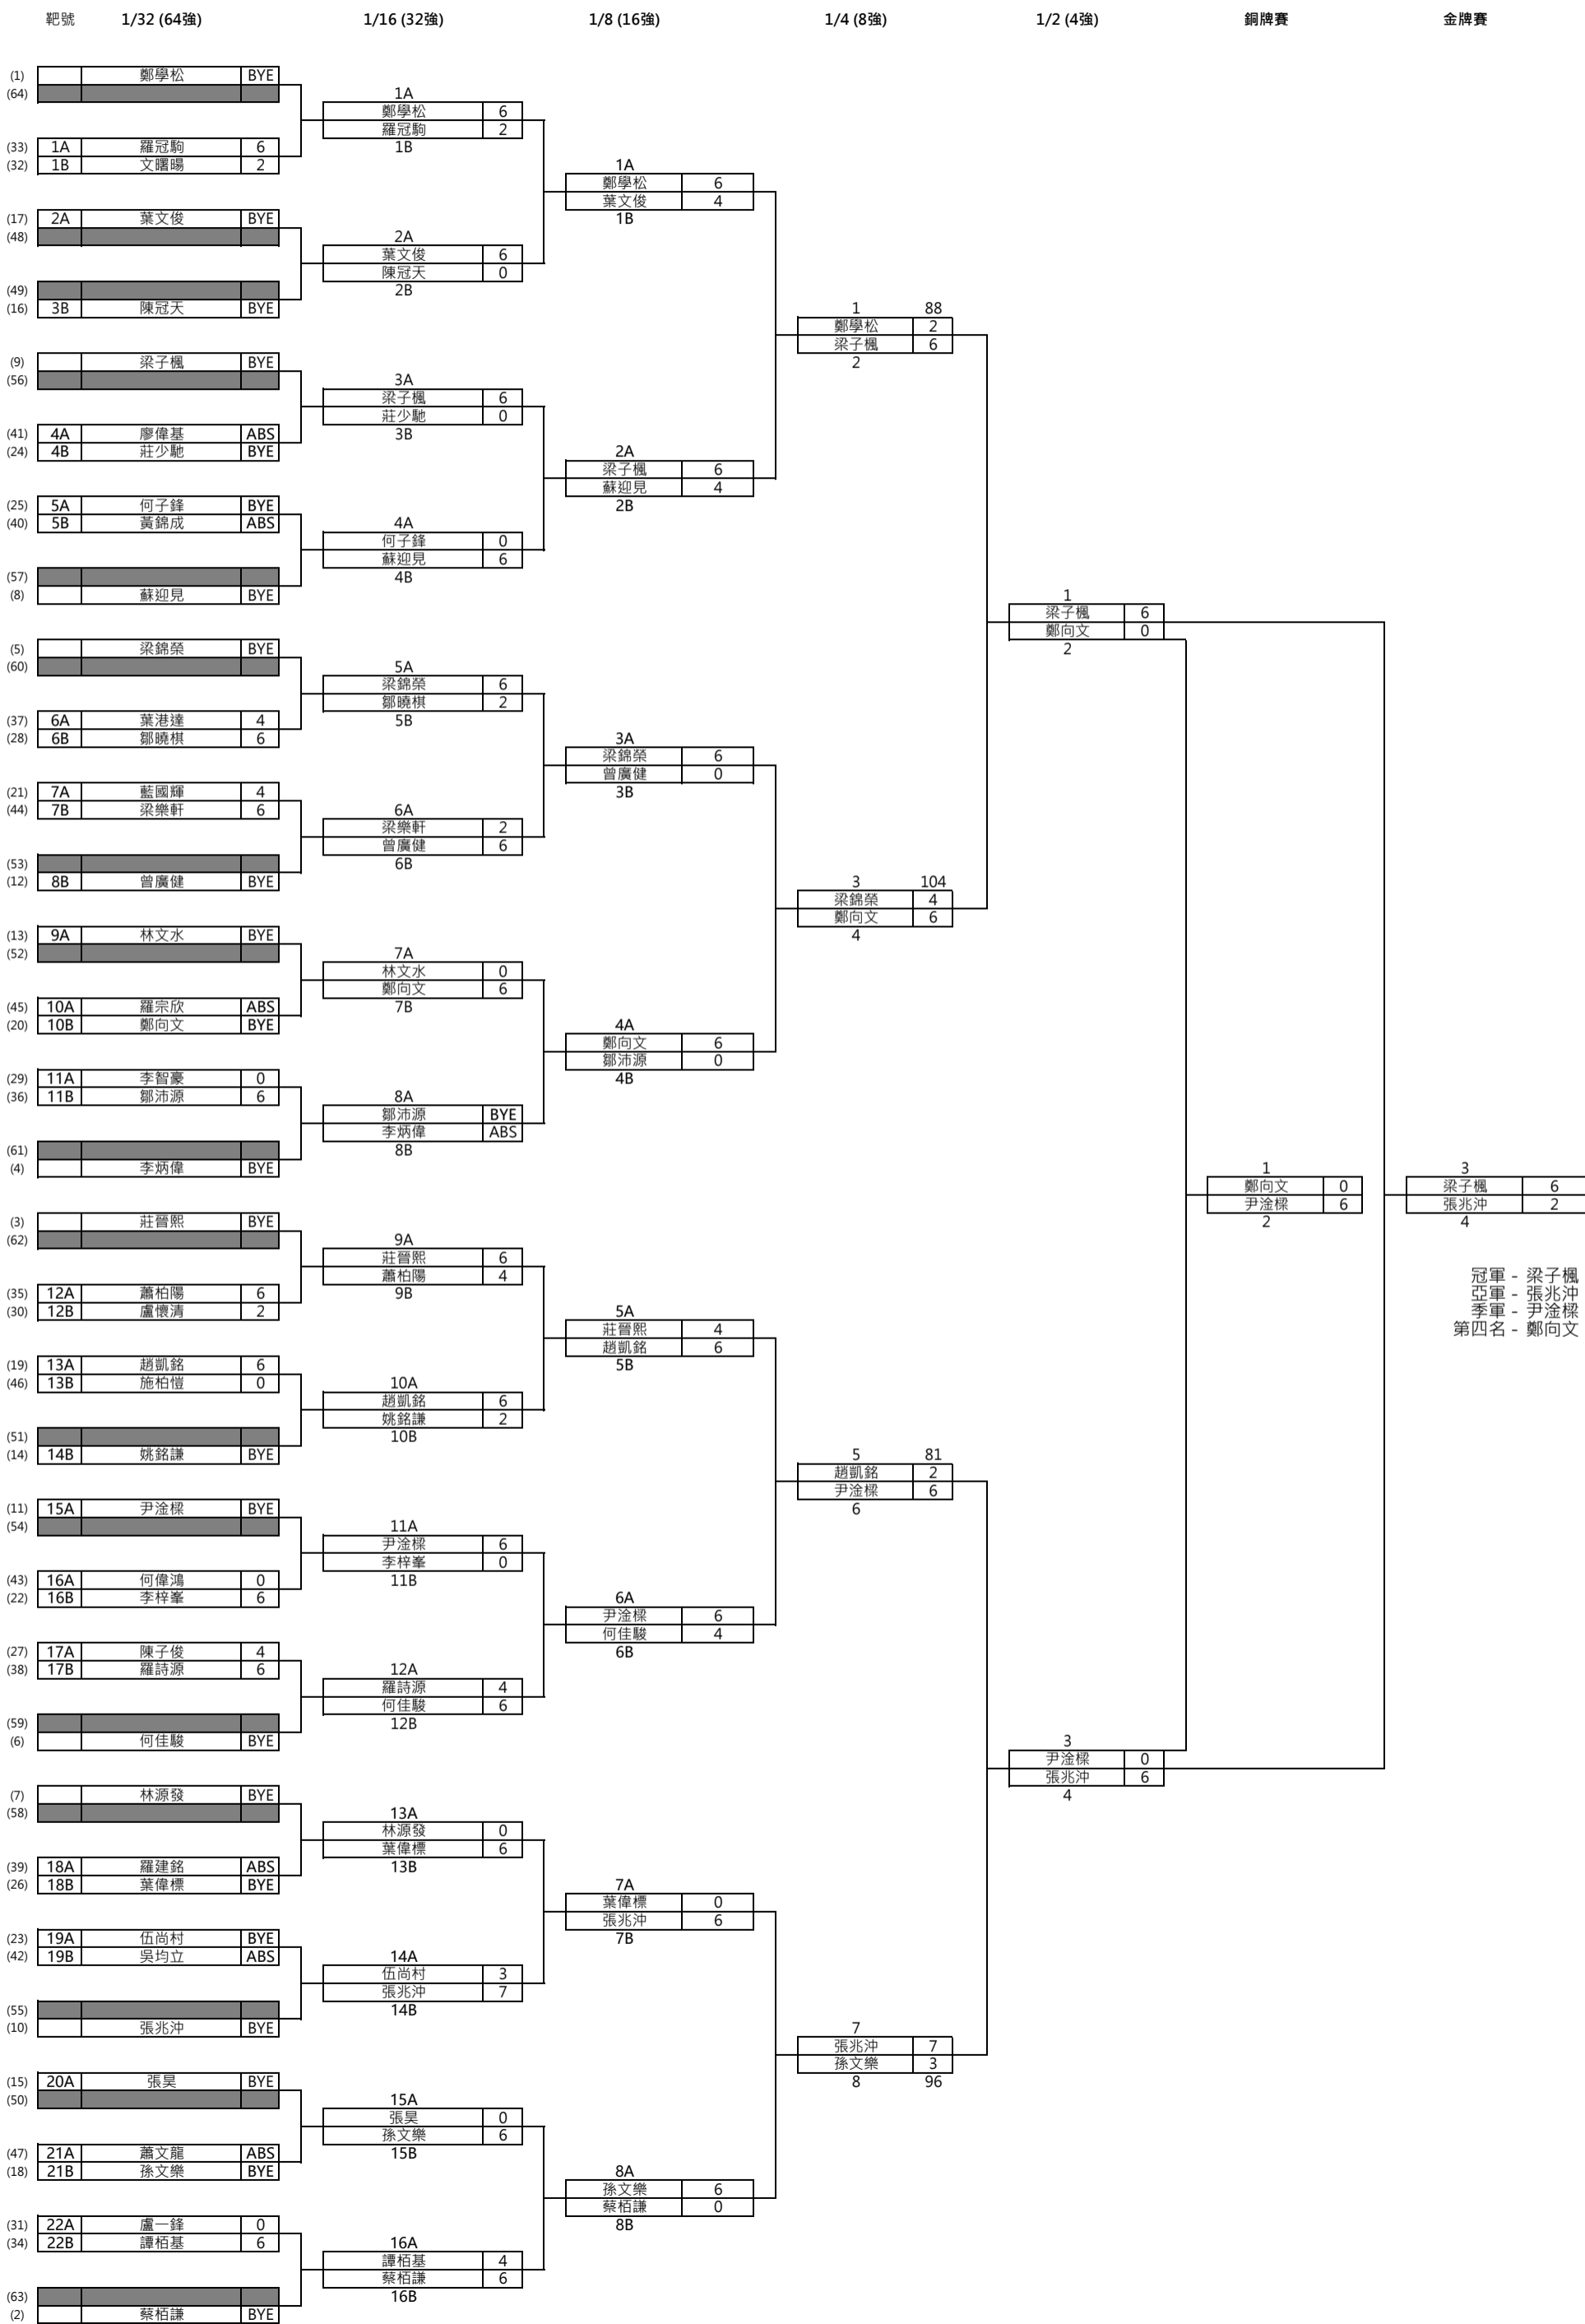 靶號 1/32 (64強) 1/16 (32強) 1/8 (16強) 1/4 (8強) 1/2 (4強) 銅牌賽 金牌賽
(1) 鄭學松 BYE
(64)
(33) 1A 羅冠駒 6
(32) 1B 文曙暘 2
(17) 2A 葉文俊 BYE
(48)
(49)
(16) 3B 陳冠天 BYE
(9) 梁子楓 BYE
(56)
(41) 4A 廖偉基 ABS
(24) 4B 莊少馳 BYE
(25) 5A 何子鋒 BYE
(40) 5B 黃錦成 ABS
(57)
(8) 蘇迎見 BYE
(5) 梁錦榮 BYE
(60)
(37) 6A 葉港達 4
(28) 6B 鄒曉棋 6
(21) 7A 藍國輝 4
(44) 7B 梁樂軒 6
(53)
(12) 8B 曾廣健 BYE
(13) 9A 林文水 BYE
(52)
(45) 10A 羅宗欣 ABS
(20) 10B 鄭向文 BYE
(29) 11A 李智豪 0
(36) 11B 鄒沛源 6
(61)
(4) 李炳偉 BYE
(3) 莊晉熙 BYE
(62)
(35) 12A 蕭柏陽 6
(30) 12B 盧懷清 2
(19) 13A 趙凱銘 6
(46) 13B 施柏愷 0
(51)
(14) 14B 姚銘謙 BYE
(11) 15A 尹淦樑 BYE
(54)
(43) 16A 何偉鴻 0
(22) 16B 李梓峯 6
(27) 17A 陳子俊 4
(38) 17B 羅詩源 6
(59)
(6) 何佳駿 BYE
(7) 林源發 BYE
(58)
(39) 18A 羅建銘 ABS
(26) 18B 葉偉標 BYE
(23) 19A 伍尚村 BYE
(42) 19B 吳均立 ABS
(55)
(10) 張兆沖 BYE
(15) 20A 張昊 BYE
(50)
(47) 21A 蕭文龍 ABS
(18) 21B 孫文樂 BYE
(31) 22A 盧一鋒 0
(34) 22B 譚栢基 6
(63)
(2) 蔡栢謙 BYE
1A
鄭學松 6
羅冠駒 2
1B
2A
葉文俊 6
陳冠天 0
2B
3A
梁子楓 6
莊少馳 0
3B
4A
何子鋒 0
蘇迎見 6
4B
5A
梁錦榮 6
鄒曉棋 2
5B
6A
梁樂軒 2
曾廣健 6
6B
7A
林文水 0
鄭向文 6
7B
8A
鄒沛源 BYE
李炳偉 ABS
8B
9A
莊晉熙 6
蕭柏陽 4
9B
10A
趙凱銘 6
姚銘謙 2
10B
11A
尹淦樑 6
李梓峯 0
11B
12A
羅詩源 4
何佳駿 6
12B
13A
林源發 0
葉偉標 6
13B
14A
伍尚村 3
張兆沖 7
14B
15A
張昊 0
孫文樂 6
15B
16A
譚栢基 4
蔡栢謙 6
16B
1A
鄭學松 6
葉文俊 4
1B
2A
梁子楓 6
蘇迎見 4
2B
3A
梁錦榮 6
曾廣健 0
3B
4A
鄭向文 6
鄒沛源 0
4B
5A
莊晉熙 4
趙凱銘 6
5B
6A
尹淦樑 6
何佳駿 4
6B
7A
葉偉標 0
張兆沖 6
7B
8A
孫文樂 6
蔡栢謙 0
8B
1 88
鄭學松 2
梁子楓 6
2
3 104
梁錦榮 4
鄭向文 6
4
5 81
趙凱銘 2
尹淦樑 6
6
7
張兆沖 7
孫文樂 3
8 96
1
梁子楓 6
鄭向文 0
2
3
尹淦樑 0
張兆沖 6
4
1
鄭向文 0
尹淦樑 6
2
3
梁子楓 6
張兆沖 2
4
冠軍 - 梁子楓
亞軍 - 張兆沖
季軍 - 尹淦樑
第四名 - 鄭向文